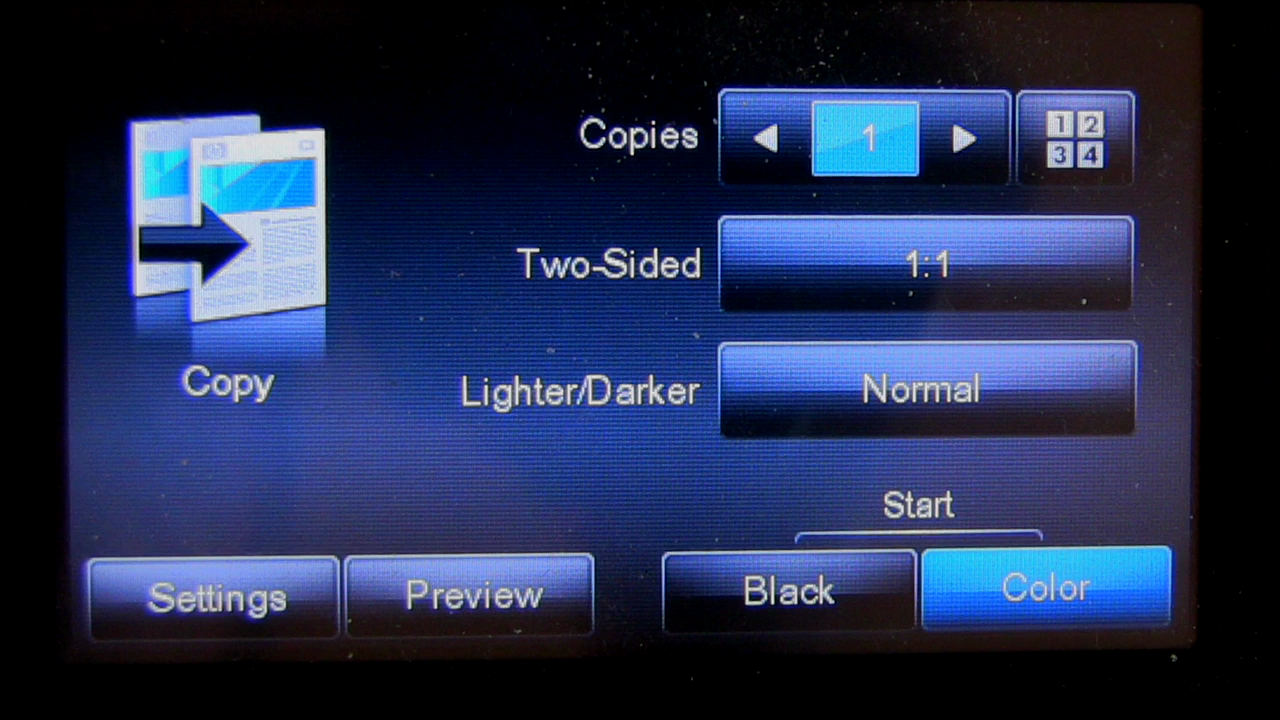 Copies
1
1 2
3 4
Two-Sided
1:1
Copy
Lighter/Darker
Normal
Start
Settings
Preview
Black
Color